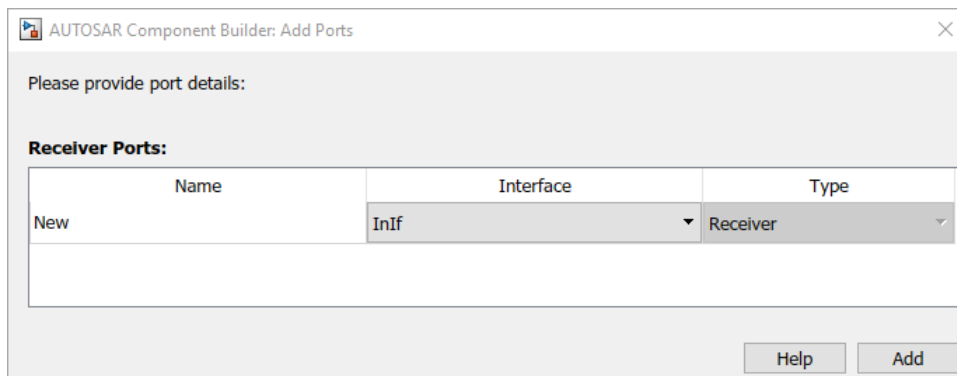 AUTOSAR Component Builder: Add Ports
Please provide port details:
Receiver Ports:
Name Interface Type
New InIf Receiver
Help Add